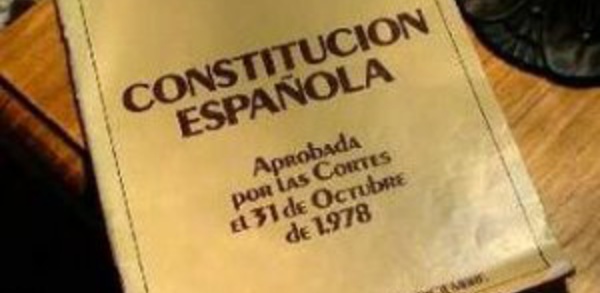 CONSTITUCION
ESPAÑOLA
Aprobada
por las Cortes
el 31 de Octubre
de 1.978